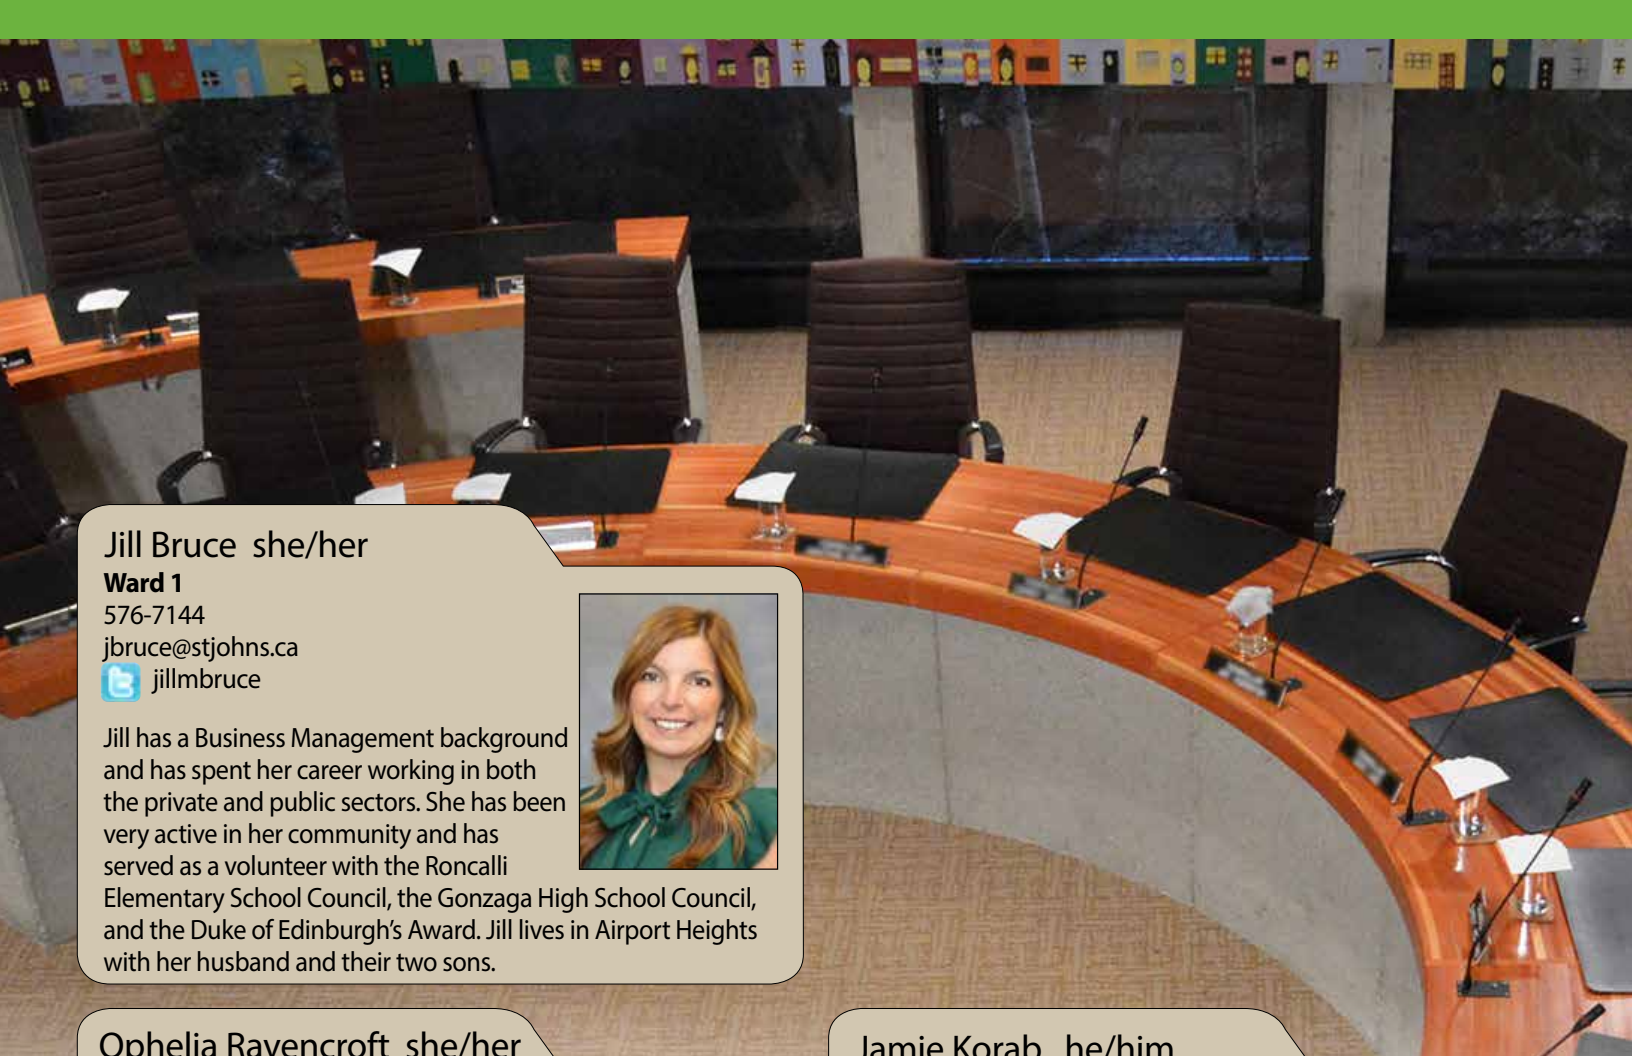 Jill Bruce she/her
Ward 1
576-7144
jbruce@stjohns.ca
jillmbruce
Jill has a Business Management background
and has spent her career working in both
the private and public sectors. She has been
very active in her community and has
served as a volunteer with the Roncalli
Elementary School Council, the Gonzaga High School Council,
and the Duke of Edinburgh's Award. Jill lives in Airport Heights
with her husband and their two sons.
Ophelia Ravencroft she/her
Jamie Korab he/him